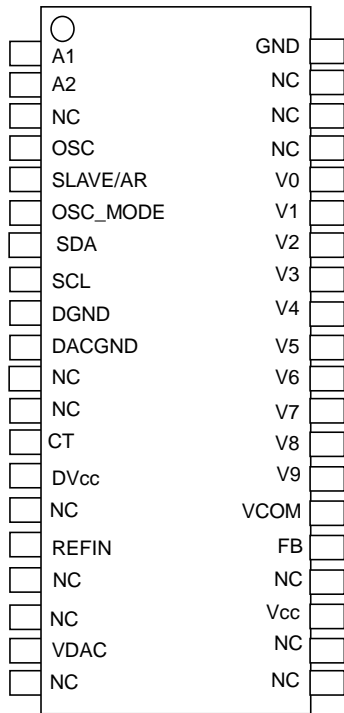 A1 GND
A2 NC
NC NC
OSC NC
SLAVE/AR V0
OSC_MODE V1
SDA V2
SCL V3
DGND V4
DACGND V5
NC V6
NC V7
CT V8
DVcc V9
NC VCOM
REFIN FB
NC NC
NC Vcc
VDAC NC
NC NC